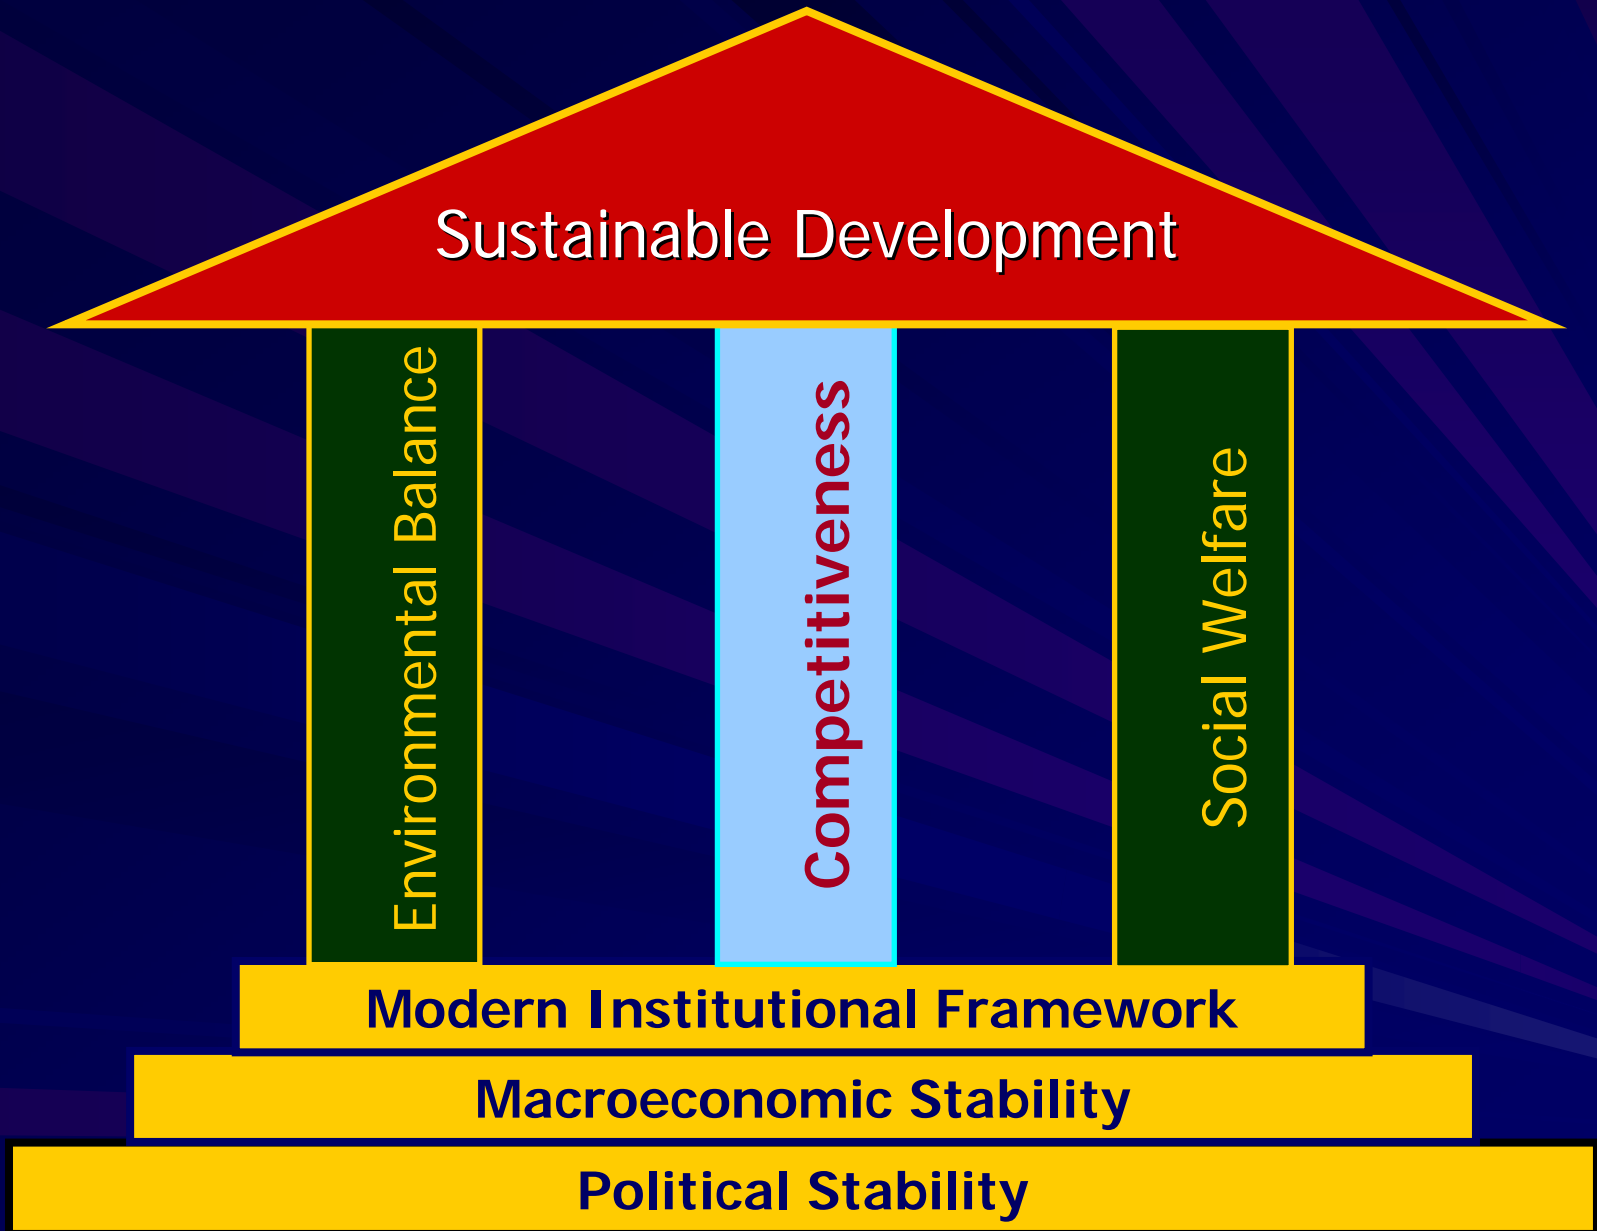 Sustainable Development
Environmental Balance
Competitiveness
Social Welfare
Modern Institutional Framework
Macroeconomic Stability
Political Stability